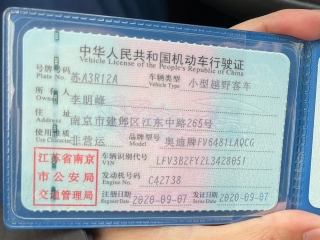 中华人民共和国机动车行驶证
Vehicle License of the People's Republic of China
号牌号码 Plate No. 苏A3R12A 车辆类型 Vehicle Type 小型越野客车
所有人 Owner 李明峰
住址 Address 南京市建邺区江东中路265号
使用性质 Use Character 非营运 品牌型号 Model 奥迪牌FV6481LAQCG
江苏省南京市公安局交通管理局
车辆识别代号 VIN LFV3B2FYZL3428051
发动机号码 Engine No. C42738
注册日期 Register Date 2020-09-07 发证日期 Issue Date 2020-09-07